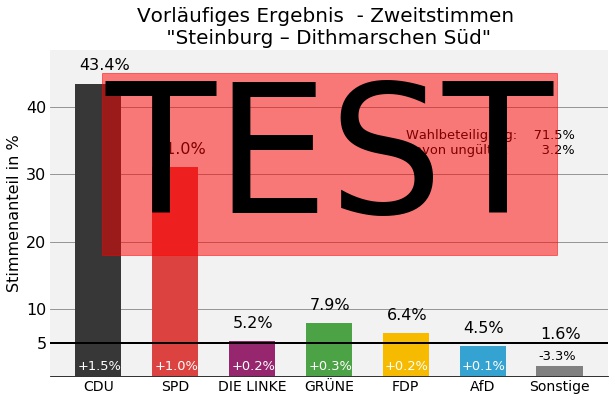 Vorläufiges Ergebnis - Zweitstimmen
"Steinburg – Dithmarschen Süd"
43.4%
TEST
Wahlbeteiligung: 71.5%
3.2%
40
30
20
10
5
Stimmenanteil in %
5.2%
7.9%
6.4%
4.5%
1.6%
+1.5%
+1.0%
+0.2%
+0.3%
+0.2%
+0.1%
-3.3%
CDU
SPD
DIE LINKE
GRÜNE
FDP
AfD
Sonstige